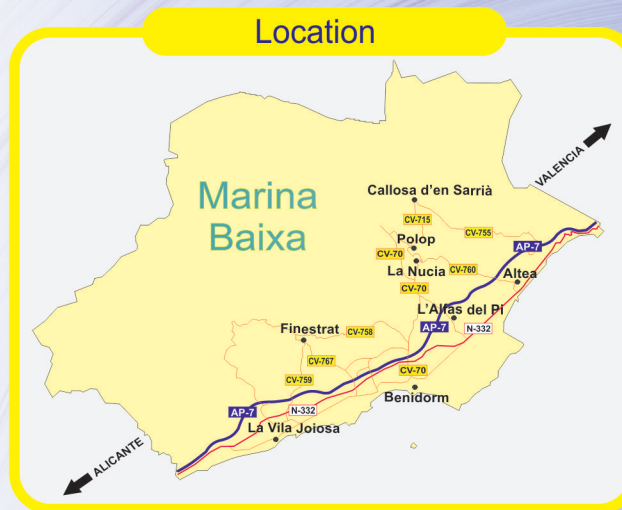 Location
VALENCIA
Marina
Baixa
Callosa d'en Sarrià
CV-715
CV-755
Polop
AP-7
CV-70
La Nucia
CV-760
Altea
CV-70
L'Alfas del Pi
Finestrat
CV-758
AP-7
N-332
CV-767
CV-70
CV-759
Benidorm
AP-7
N-332
La Vila Joiosa
ALICANTE